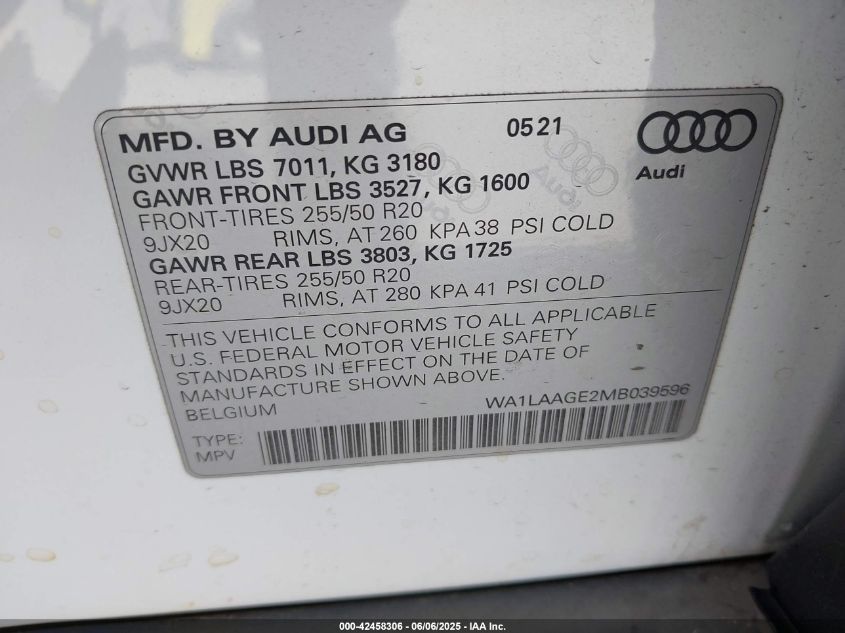 MFD. BY AUDI AG 0521
Audi
GVWR LBS 7011, KG 3180
GAWR FRONT LBS 3527, KG 1600
FRONT-TIRES 255/50 R20
9JX20 RIMS, AT 260 KPA 38 PSI COLD
GAWR REAR LBS 3803, KG 1725
REAR-TIRES 255/50 R20
9JX20 RIMS, AT 280 KPA 41 PSI COLD
THIS VEHICLE CONFORMS TO ALL APPLICABLE
U.S. FEDERAL MOTOR VEHICLE SAFETY
STANDARDS IN EFFECT ON THE DATE OF
MANUFACTURE SHOWN ABOVE.
BELGIUM WA1LAAGE2MB039596
TYPE:
MPV
000-42458306 - 06/06/2025 - IAA Inc.